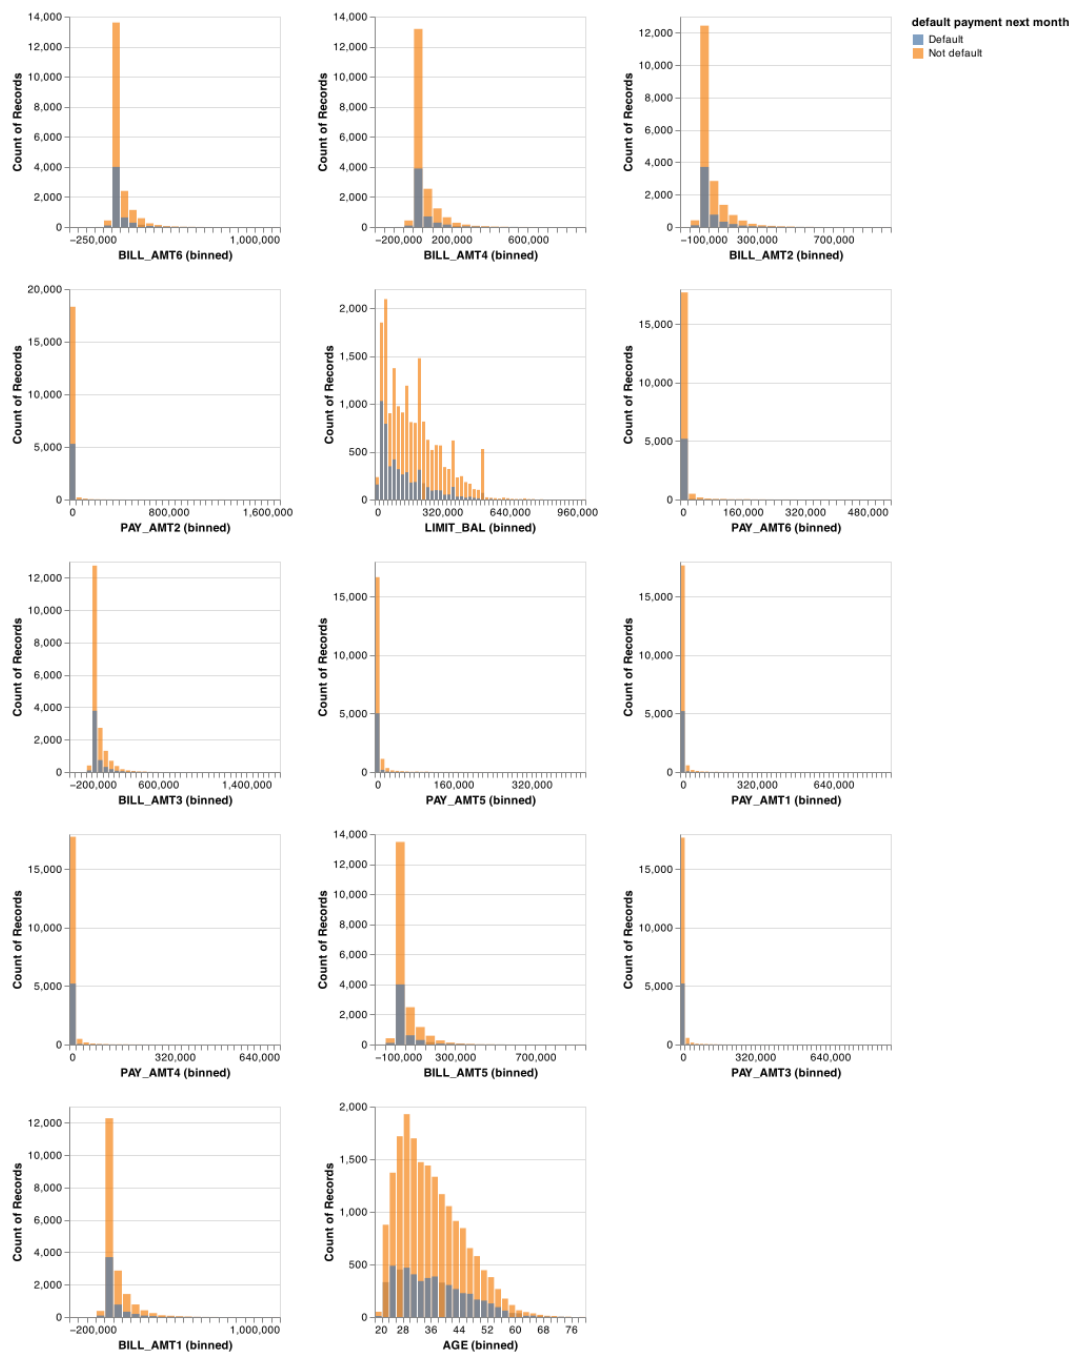 default payment next month
Default
Not default
14,000
12,000
10,000
8,000
6,000
4,000
2,000
0
Count of Records
−250,000 1,000,000
BILL_AMT6 (binned)
14,000
12,000
10,000
8,000
6,000
4,000
2,000
0
Count of Records
−200,000 200,000 600,000
BILL_AMT4 (binned)
12,000
10,000
8,000
6,000
4,000
2,000
0
Count of Records
−100,000 300,000 700,000
BILL_AMT2 (binned)
20,000
15,000
10,000
5,000
0
Count of Records
0 800,000 1,600,000
PAY_AMT2 (binned)
2,000
1,500
1,000
500
0
Count of Records
0 320,000 640,000 960,000
LIMIT_BAL (binned)
15,000
10,000
5,000
0
Count of Records
0 160,000 320,000 480,000
PAY_AMT6 (binned)
12,000
10,000
8,000
6,000
4,000
2,000
0
Count of Records
−200,000 600,000 1,400,000
BILL_AMT3 (binned)
15,000
10,000
5,000
0
Count of Records
0 160,000 320,000
PAY_AMT5 (binned)
15,000
10,000
5,000
0
Count of Records
0 320,000 640,000
PAY_AMT1 (binned)
15,000
10,000
5,000
0
Count of Records
0 320,000 640,000
PAY_AMT4 (binned)
14,000
12,000
10,000
8,000
6,000
4,000
2,000
0
Count of Records
−100,000 300,000 700,000
BILL_AMT5 (binned)
15,000
10,000
5,000
0
Count of Records
0 320,000 640,000
PAY_AMT3 (binned)
12,000
10,000
8,000
6,000
4,000
2,000
0
Count of Records
−200,000 1,000,000
BILL_AMT1 (binned)
2,000
1,500
1,000
500
0
Count of Records
20 28 36 44 52 60 68 76
AGE (binned)